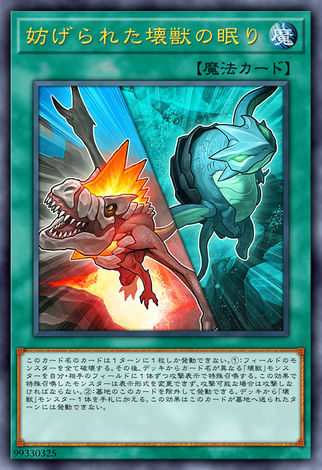 妨げられた壊獣の眠り
魔
【魔法カード】
このカード名のカードは1ターンに1枚しか発動できない。①:フィールドのモ
ンスターを全て破壊する。その後、デッキからカード名が異なる「壊獣」モンス
ターを自分・相手のフィールドに1体ずつ攻撃表示で特殊召喚する。この効果で
特殊召喚したモンスターは表示形式を変更できず、攻撃可能な場合は攻撃しな
ければならない。②:墓地のこのカードを除外して発動できる。デッキから「壊
獣」モンスター1体を手札に加える。この効果はこのカードが墓地へ送られたタ
ーンには発動できない。
99330325